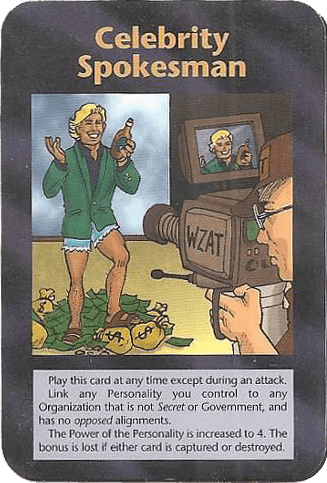 Celebrity
Spokesman
WZAT
$
$
$
Play this card at any time except during an attack.
Link any Personality you control to any
Organization that is not Secret or Government, and
has no opposed alignments.
The Power of the Personality is increased to 4. The
bonus is lost if either card is captured or destroyed.